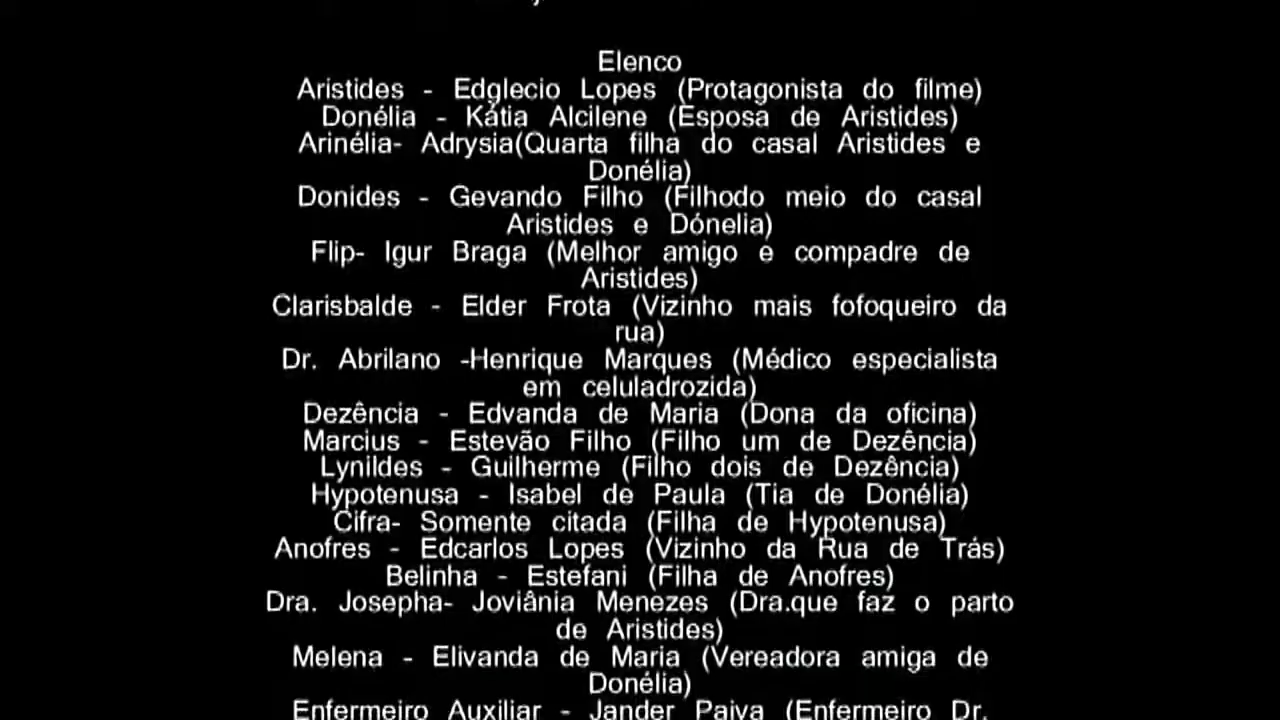 Elenco
Aristides - Edglecio Lopes (Protagonista do filme)
Donélia - Kátia Alcilene (Esposa de Aristides)
Arinélia- Adrysia(Quarta filha do casal Aristides e
Donélia)
Donides - Gevando Filho (Filhodo meio do casal
Aristides e Dónelia)
Flip- Igur Braga (Melhor amigo e compadre de
Aristides)
Clarisbalde - Elder Frota (Vizinho mais fofoqueiro da
rua)
Dr. Abrilano -Henrique Marques (Médico especialista
em celuladrozida)
Dezência - Edvanda de Maria (Dona da oficina)
Marcius - Estevão Filho (Filho um de Dezência)
Lynildes - Guilherme (Filho dois de Dezência)
Hypotenusa - Isabel de Paula (Tia de Donélia)
Cifra- Somente citada (Filha de Hypotenusa)
Anofres - Edcarlos Lopes (Vizinho da Rua de Trás)
Belinha - Estefani (Filha de Anofres)
Dra. Josepha- Joviânia Menezes (Dra.que faz o parto
de Aristides)
Melena - Elivanda de Maria (Vereadora amiga de
Donélia)
Enfermeiro Auxiliar - Jander Paiva (Enfermeiro Dr.